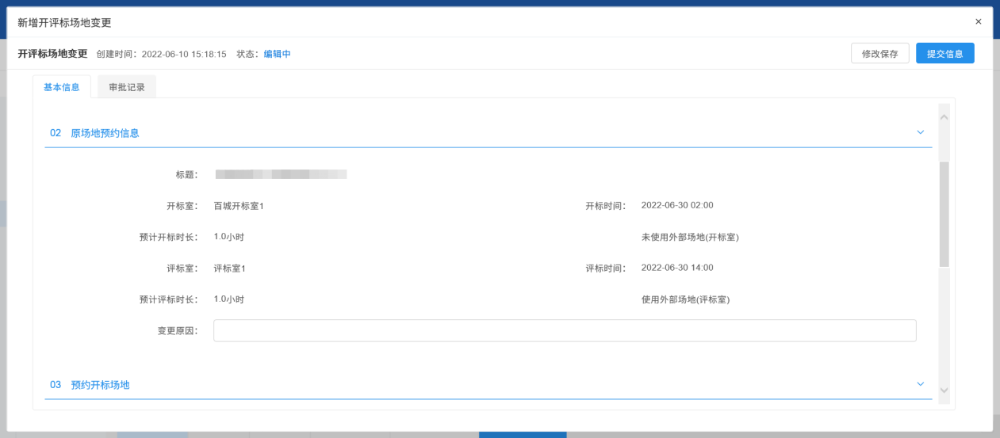 新增开评标场地变更 ×
开评标场地变更 创建时间：2022-06-10 15:18:15 状态：编辑中 修改保存 提交信息
基本信息 审批记录
02 原场地预约信息
标题：
开标室： 百城开标室1 开标时间： 2022-06-30 02:00
预计开标时长： 1.0小时 未使用外部场地(开标室)
评标室： 评标室1 评标时间： 2022-06-30 14:00
预计评标时长： 1.0小时 使用外部场地(评标室)
变更原因：
03 预约开标场地